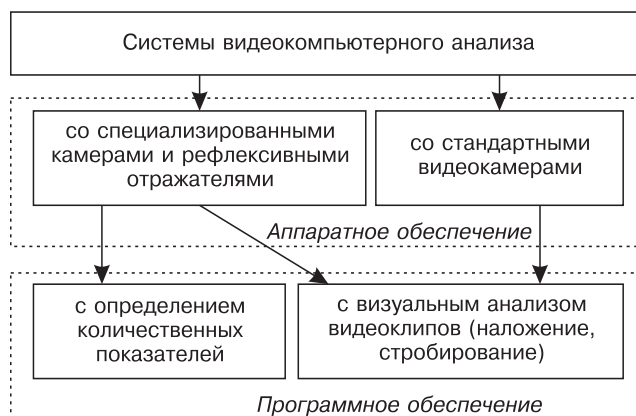 Системы видеокомпьютерного анализа
со специализированными
камерами и рефлексивными
отражателями
со стандартными
видеокамерами
Аппаратное обеспечение
с определением
количественных
показателей
с визуальным анализом
видеоклипов (наложение,
стробирование)
Программное обеспечение